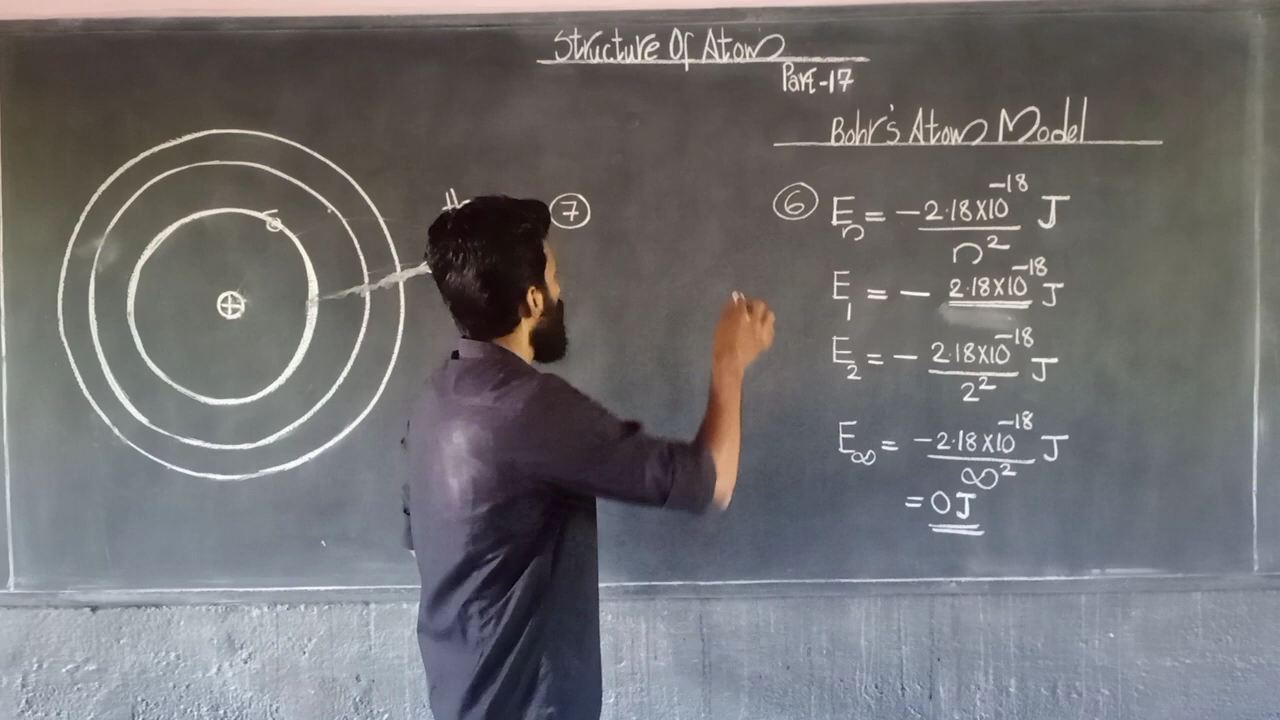 Structure Of Atom
Part-17
Bohr's Atom Model
⑦
⑥ Eₙ = -2.18×10⁻¹⁸/n² J
E₁ = - 2.18×10⁻¹⁸ J
E₂ = - 2.18×10⁻¹⁸/2² J
E∞ = -2.18×10⁻¹⁸/∞² J
= 0 J